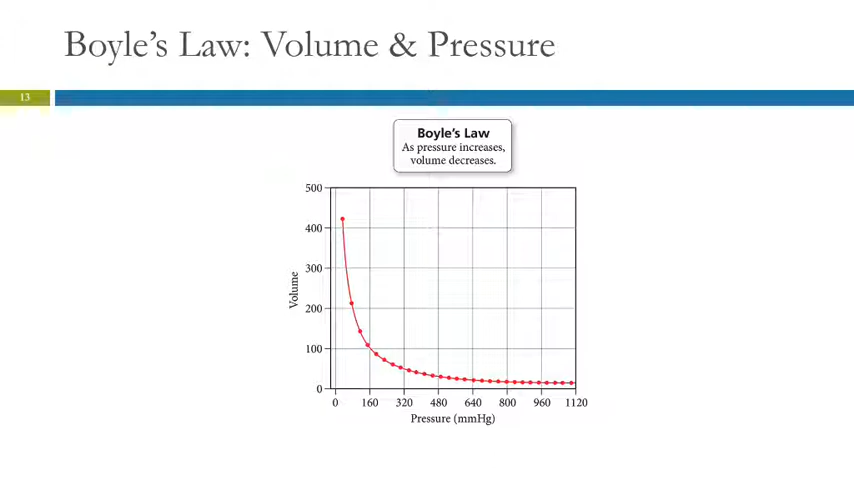 Boyle’s Law: Volume & Pressure
13
Boyle’s Law
As pressure increases,
volume decreases.
500
400
300
200
100
0
Volume
0 160 320 480 640 800 960 1120
Pressure (mmHg)